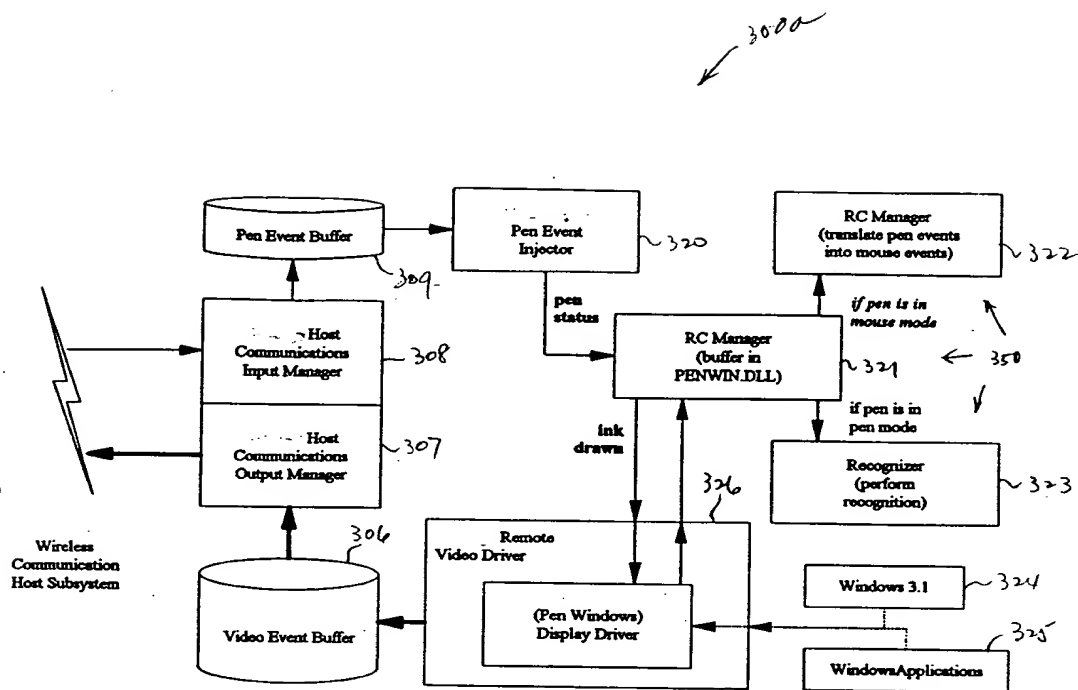 300a
Pen Event Buffer
309
Pen Event
Injector
320
RC Manager
(translate pen events
into mouse events)
322
pen
status
if pen is in
mouse mode
Host
Communications
Input Manager
308
RC Manager
(buffer in
PENWIN.DLL)
321
350
if pen is in
pen mode
Host
Communications
Output Manager
307
ink
drawn
Recognizer
(perform
recognition)
323
326
Wireless
Communication
Host Subsystem
306
Video Event Buffer
Remote
Video Driver
(Pen Windows)
Display Driver
Windows 3.1
324
325
WindowsApplications